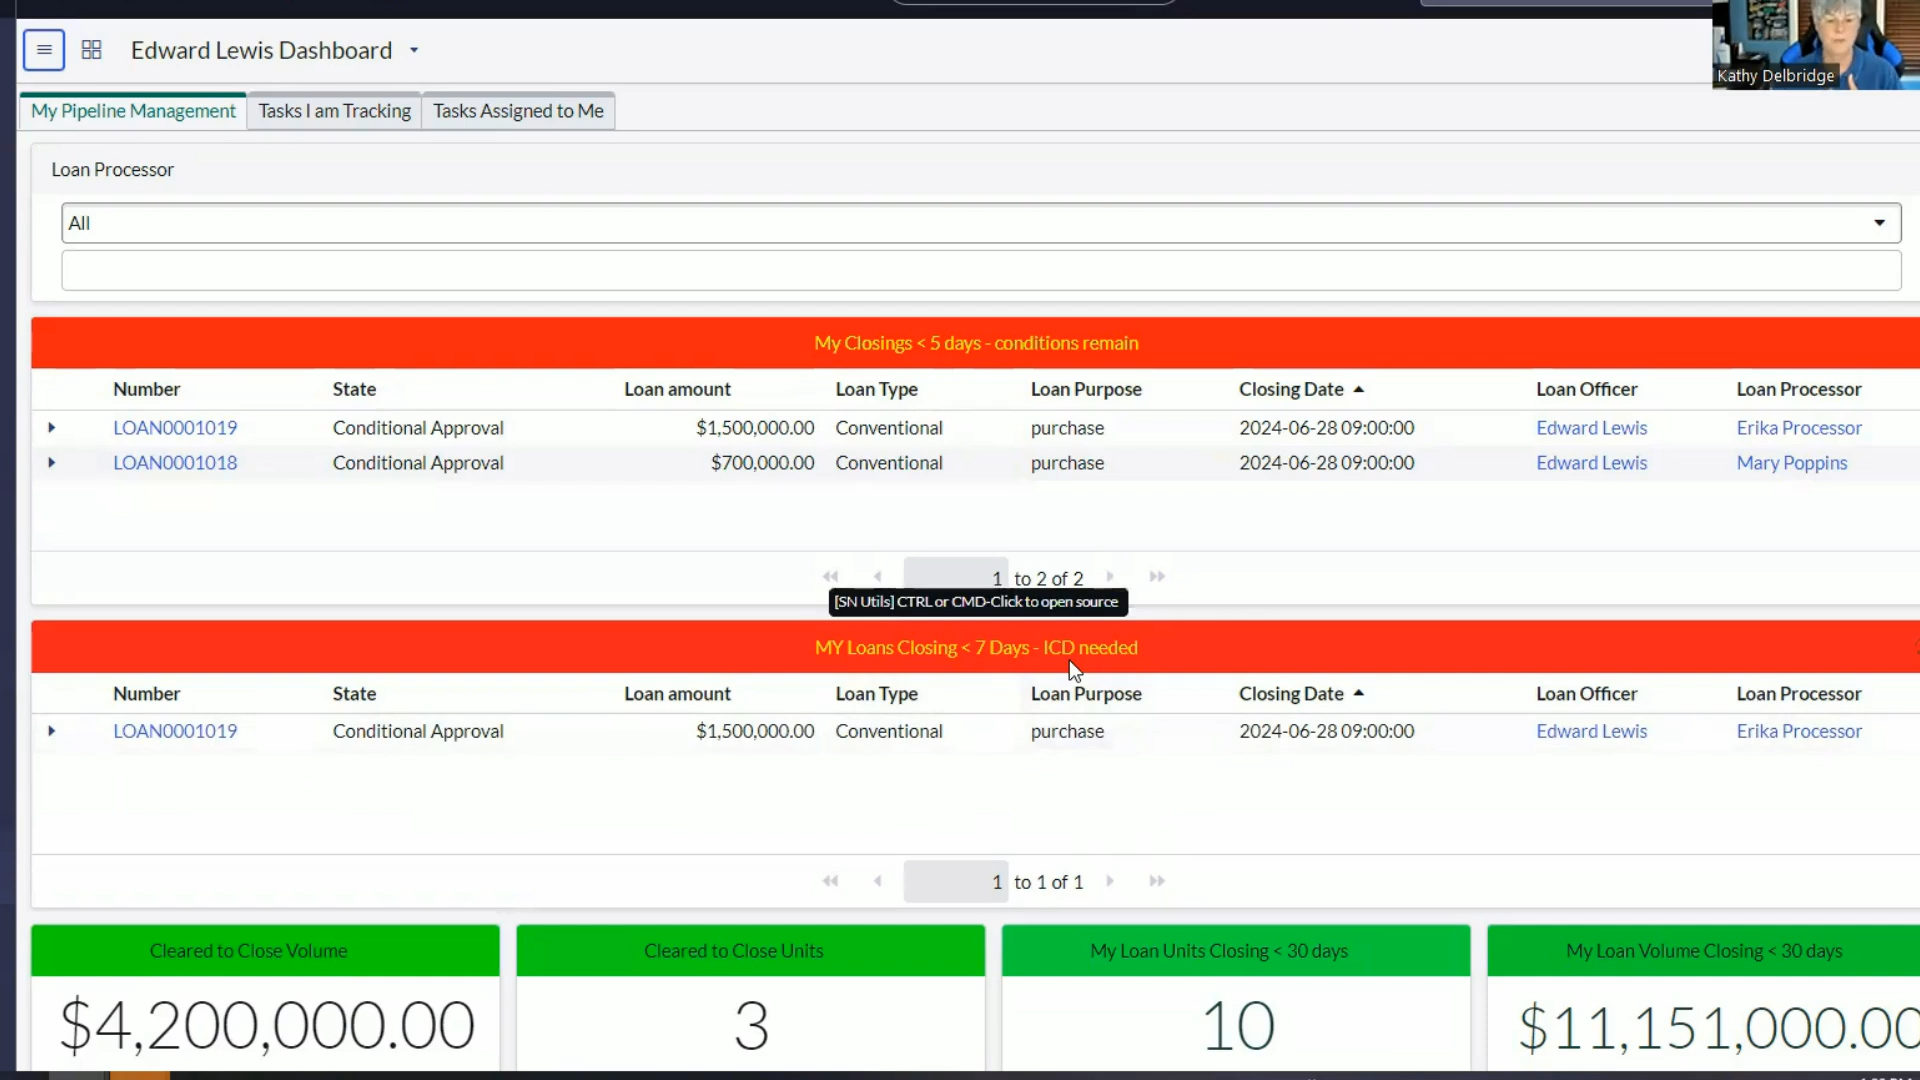 Edward Lewis Dashboard
Kathy Delbridge
My Pipeline Management Tasks I am Tracking Tasks Assigned to Me
Loan Processor
All
My Closings < 5 days - conditions remain
Number State Loan amount Loan Type Loan Purpose Closing Date Loan Officer Loan Processor
LOAN0001019 Conditional Approval $1,500,000.00 Conventional purchase 2024-06-28 09:00:00 Edward Lewis Erika Processor
LOAN0001018 Conditional Approval $700,000.00 Conventional purchase 2024-06-28 09:00:00 Edward Lewis Mary Poppins
1 to 2 of 2
[SN Utils] CTRL or CMD-Click to open source
MY Loans Closing < 7 Days - ICD needed
Number State Loan amount Loan Type Loan Purpose Closing Date Loan Officer Loan Processor
LOAN0001019 Conditional Approval $1,500,000.00 Conventional purchase 2024-06-28 09:00:00 Edward Lewis Erika Processor
1 to 1 of 1
Cleared to Close Volume Cleared to Close Units My Loan Units Closing < 30 days My Loan Volume Closing < 30 days
$4,200,000.00 3 10 $11,151,000.00